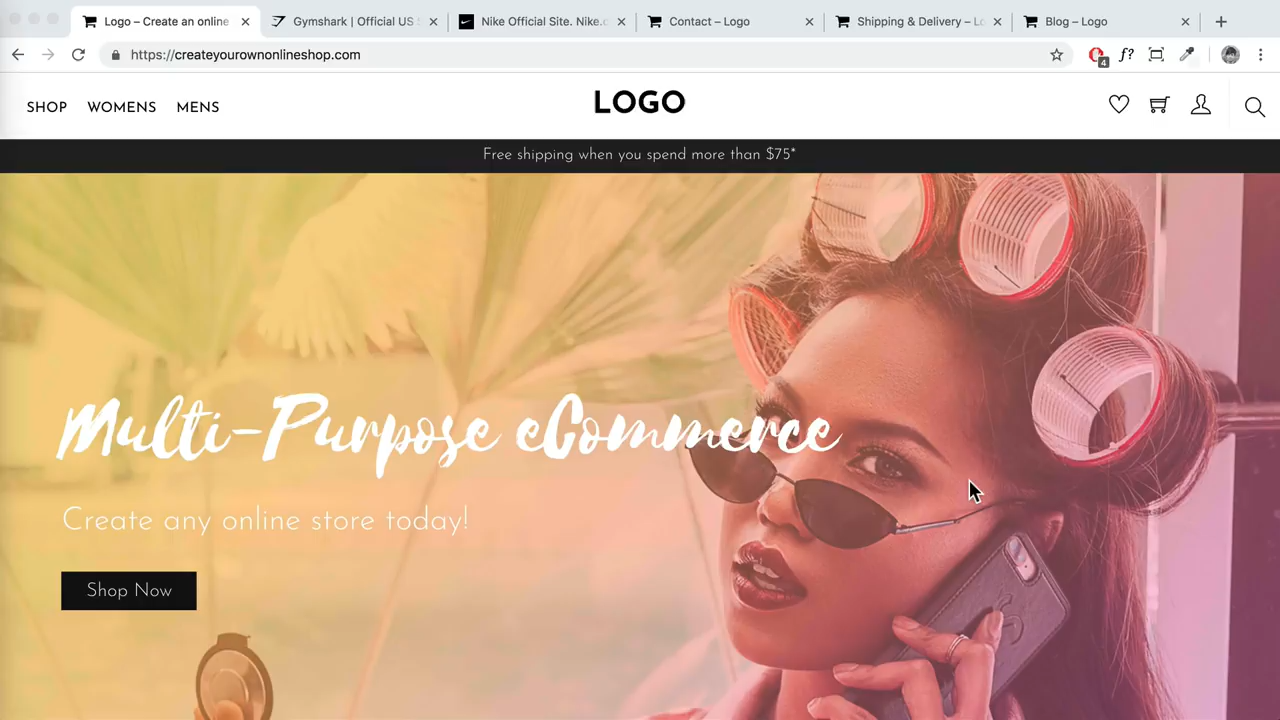 Logo – Create an online
Gymshark | Official US
Nike Official Site. Nike.c
Contact – Logo
Shipping & Delivery – Lo
Blog – Logo
https://createyourownonlineshop.com
4
f?
SHOP
WOMENS
MENS
LOGO
Free shipping when you spend more than $75*
Multi-Purpose eCommerce
Create any online store today!
Shop Now